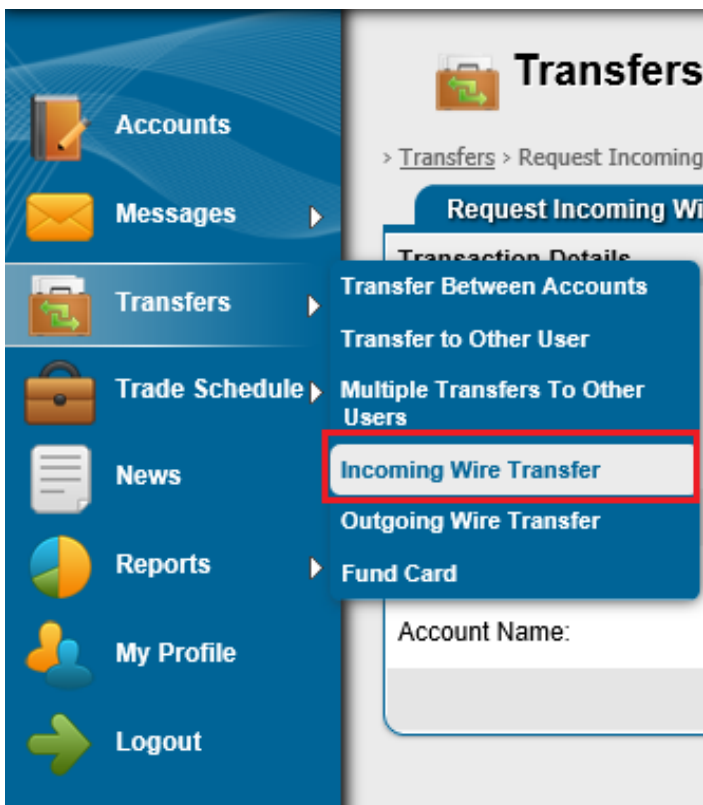 Transfers
Accounts
> Transfers > Request Incoming
Messages
Request Incoming Wi
Transaction Details
Transfers
Transfer Between Accounts
Transfer to Other User
Trade Schedule
Multiple Transfers To Other
Users
News
Incoming Wire Transfer
Outgoing Wire Transfer
Reports
Fund Card
Account Name:
My Profile
Logout